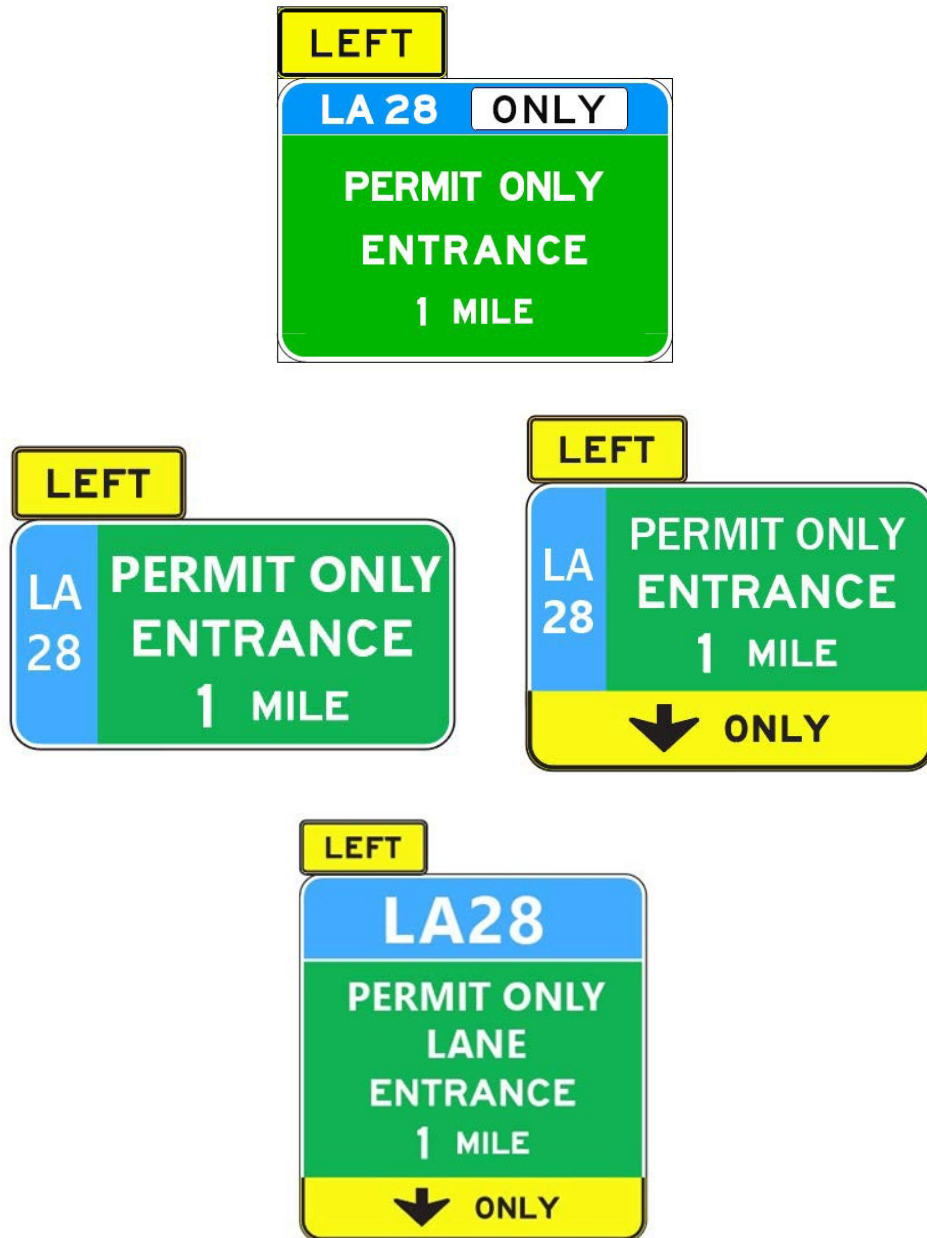 LEFT
LA 28 ONLY
PERMIT ONLY
ENTRANCE
1 MILE
LEFT
LA
28
PERMIT ONLY
ENTRANCE
1 MILE
LEFT
LA
28
PERMIT ONLY
ENTRANCE
1 MILE
ONLY
LEFT
LA28
PERMIT ONLY
LANE
ENTRANCE
1 MILE
ONLY